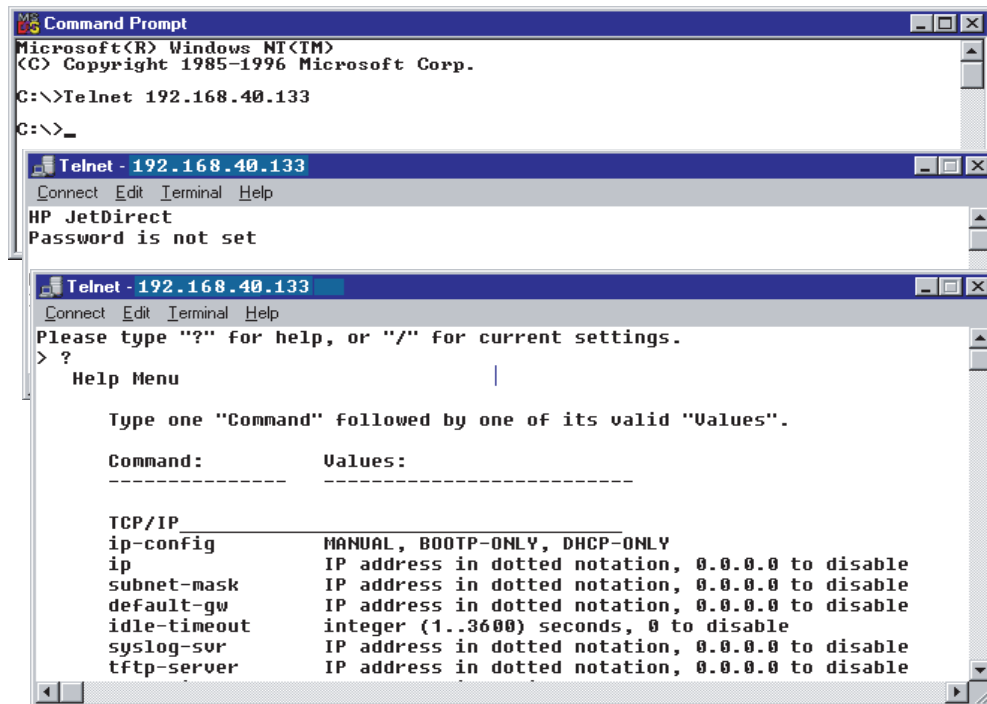 Command Prompt
Microsoft(R) Windows NT(TM)
(C) Copyright 1985-1996 Microsoft Corp.
C:\>Telnet 192.168.40.133
C:\>_
Telnet - 192.168.40.133
Connect Edit Terminal Help
HP JetDirect
Password is not set
Telnet - 192.168.40.133
Connect Edit Terminal Help
Please type "?" for help, or "/" for current settings.
> ?
Help Menu
Type one "Command" followed by one of its valid "Values".
Command: Values:
--------------- --------------------------
TCP/IP_____________________________________
ip-config MANUAL, BOOTP-ONLY, DHCP-ONLY
ip IP address in dotted notation, 0.0.0.0 to disable
subnet-mask IP address in dotted notation, 0.0.0.0 to disable
default-gw IP address in dotted notation, 0.0.0.0 to disable
idle-timeout integer (1..3600) seconds, 0 to disable
syslog-svr IP address in dotted notation, 0.0.0.0 to disable
tftp-server IP address in dotted notation, 0.0.0.0 to disable